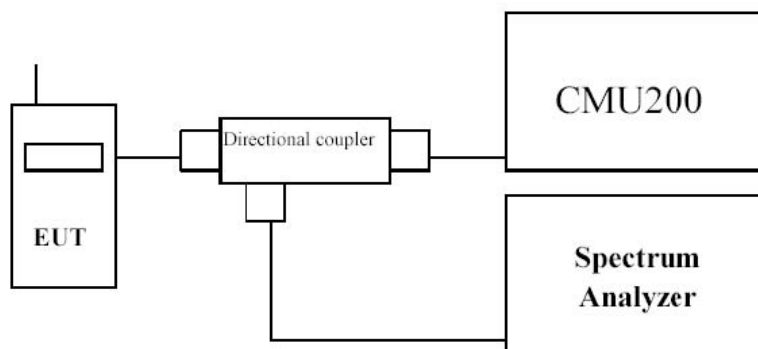 CMU200
Directional coupler
EUT
Spectrum
Analyzer